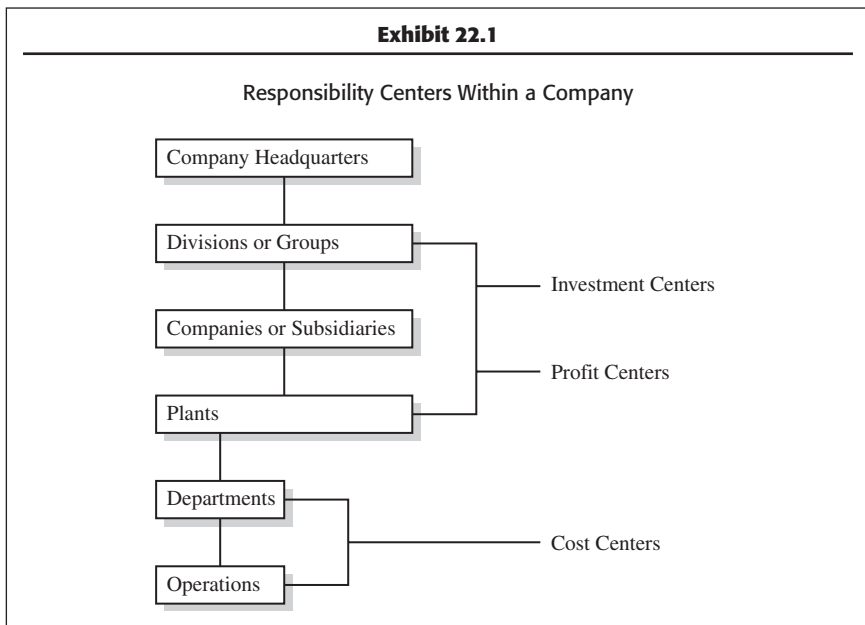 Exhibit 22.1
Responsibility Centers Within a Company
Company Headquarters
Divisions or Groups
Investment Centers
Companies or Subsidiaries
Profit Centers
Plants
Departments
Cost Centers
Operations